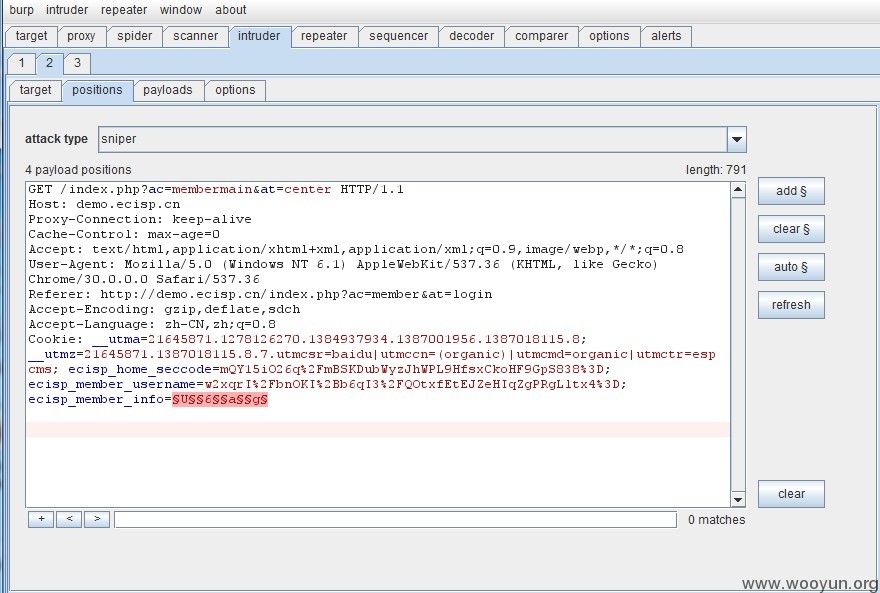 burp intruder repeater window about
target proxy spider scanner intruder repeater sequencer decoder comparer options alerts
1 2 3
target positions payloads options
attack type sniper
4 payload positions length: 791
GET /index.php?ac=membermain&at=center HTTP/1.1
Host: demo.ecisp.cn
Proxy-Connection: keep-alive
Cache-Control: max-age=0
Accept: text/html,application/xhtml+xml,application/xml;q=0.9,image/webp,*/*;q=0.8
User-Agent: Mozilla/5.0 (Windows NT 6.1) AppleWebKit/537.36 (KHTML, like Gecko)
Chrome/30.0.0.0 Safari/537.36
Referer: http://demo.ecisp.cn/index.php?ac=member&at=login
Accept-Encoding: gzip,deflate,sdch
Accept-Language: zh-CN,zh;q=0.8
Cookie: __utma=21645871.1278126270.1384937934.1387001956.1387018115.8;
__utmz=21645871.1387018115.8.7.utmcsr=baidu|utmccn=(organic)|utmcmd=organic|utmctr=esp
cms; ecisp_home_seccode=mQY15iO26q%2FmBSKDubWyzJhWPL9HfsxCkoHF9GpS838%3D;
ecisp_member_username=w2xqrI%2FbnOKI%2Bb6qI3%2FQOtxfEtEJZeHIqZgPRgLltx4%3D;
ecisp_member_info=§U§§6§§a§§g§
add §
clear §
auto §
refresh
clear
+ < > 0 matches
www.wooyun.org